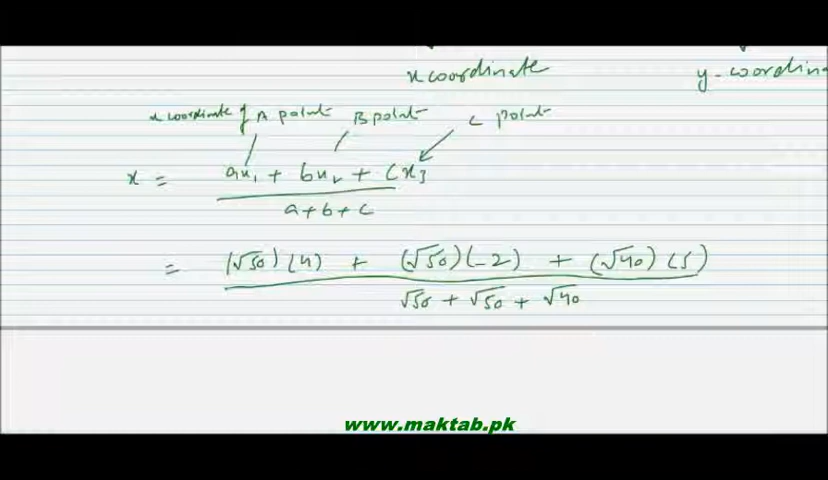 x coordinate y-coordin
x coordinate of A point B point C point
x = ax₁ + bx₂ + cx₃
a + b + c
= (√50)(4) + (√50)(-2) + (√40)(5)
√50 + √50 + √40
www.maktab.pk